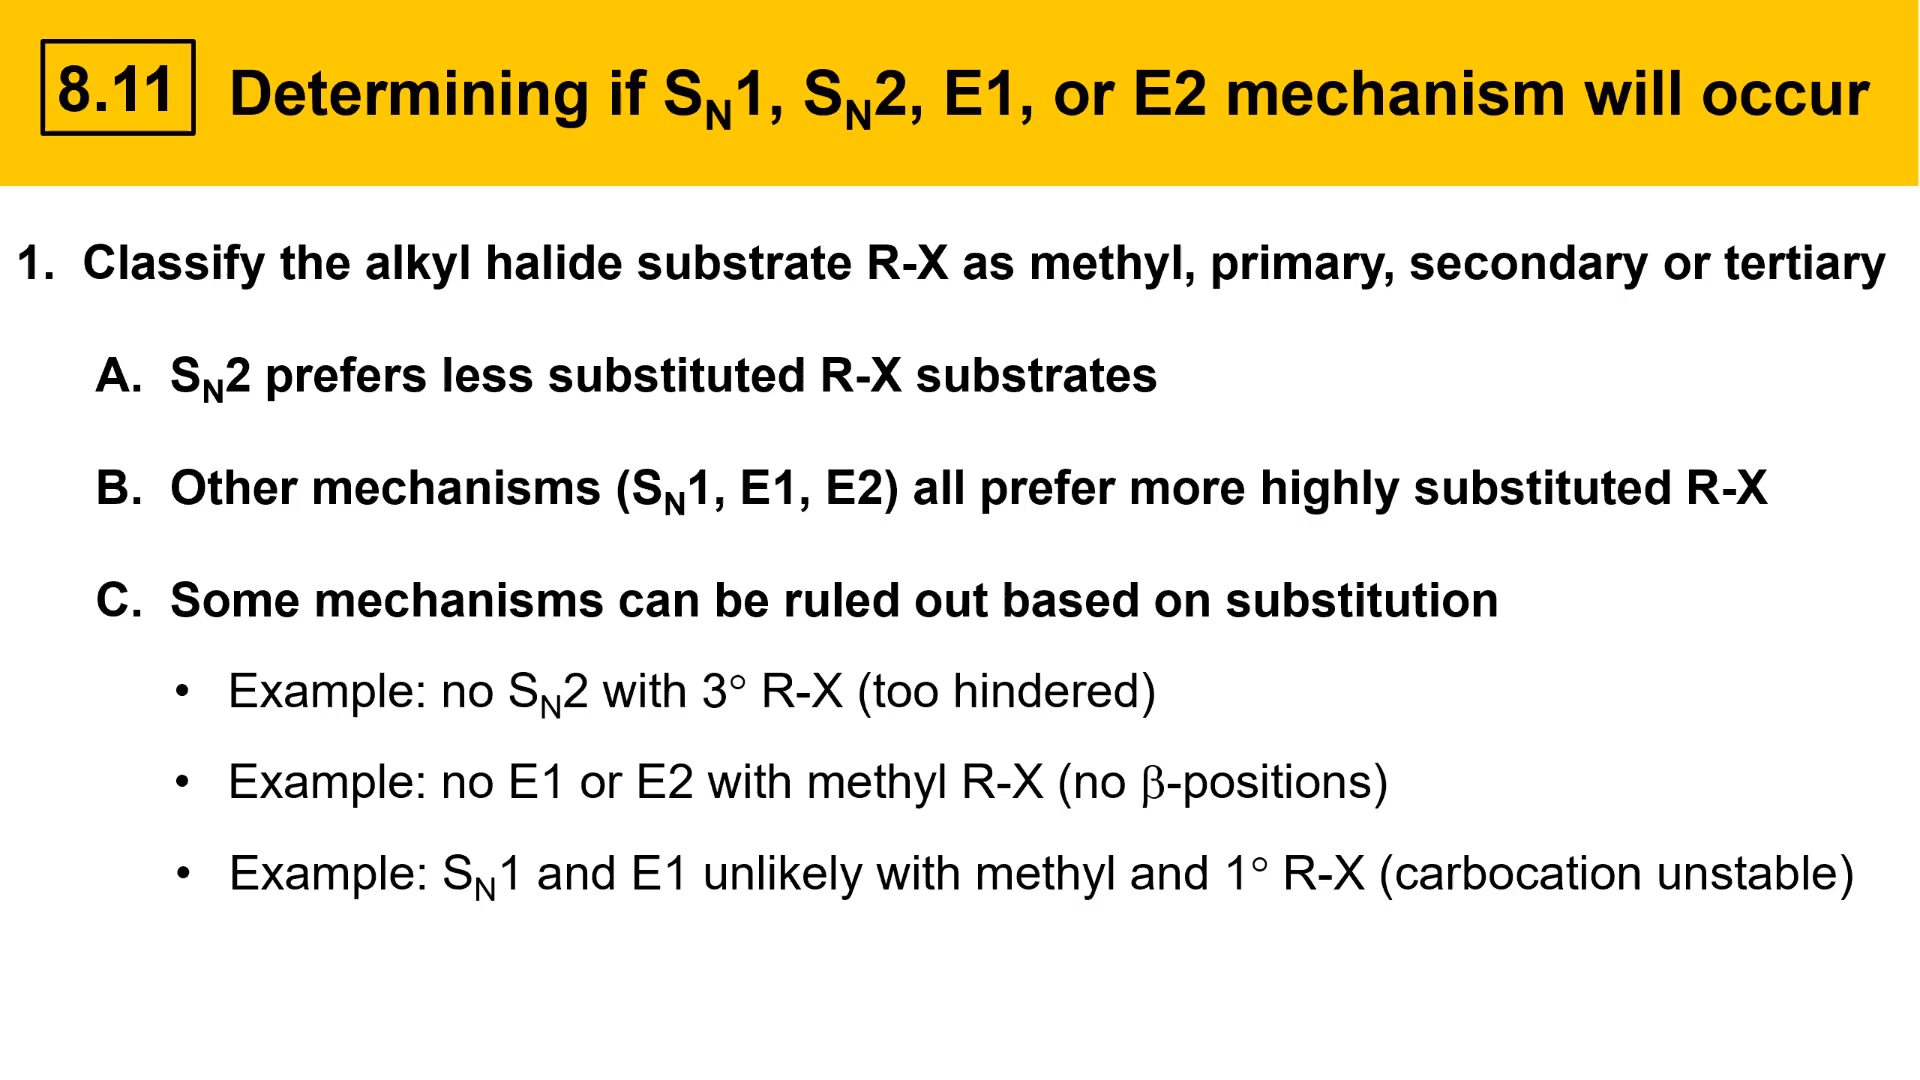 8.11 Determining if SN1, SN2, E1, or E2 mechanism will occur
1. Classify the alkyl halide substrate R-X as methyl, primary, secondary or tertiary
A. SN2 prefers less substituted R-X substrates
B. Other mechanisms (SN1, E1, E2) all prefer more highly substituted R-X
C. Some mechanisms can be ruled out based on substitution
• Example: no SN2 with 3° R-X (too hindered)
• Example: no E1 or E2 with methyl R-X (no β-positions)
• Example: SN1 and E1 unlikely with methyl and 1° R-X (carbocation unstable)